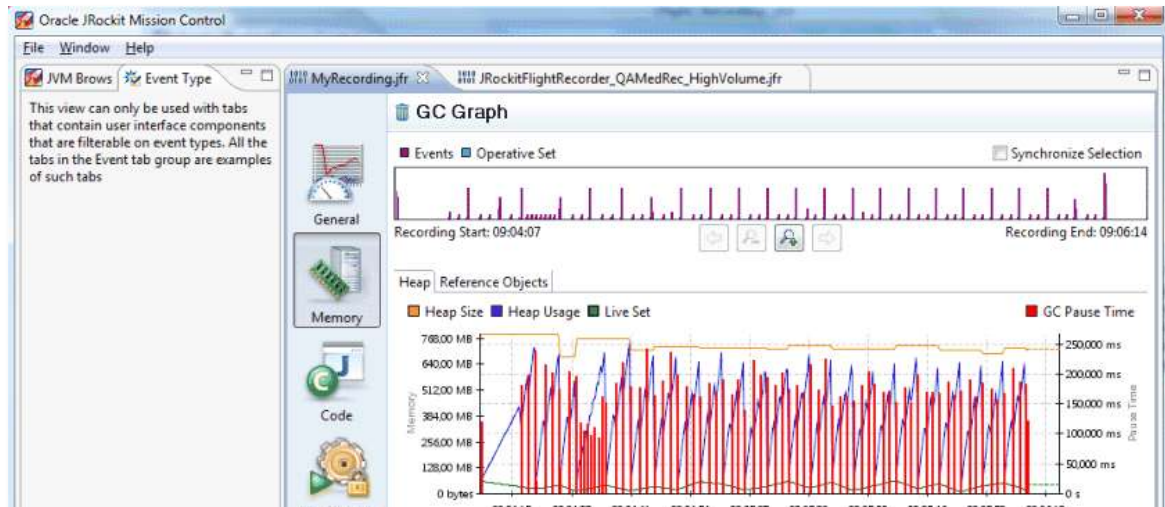 Oracle JRockit Mission Control
File Window Help
JVM Brows
Event Type
This view can only be used with tabs
that contain user interface components
that are filterable on event types. All the
tabs in the Event tab group are examples
of such tabs
MyRecording.jfr
JRockitFlightRecorder_QAMedRec_HighVolume.jfr
GC Graph
Events Operative Set
Synchronize Selection
General
Recording Start: 09:04:07
Recording End: 09:06:14
Memory
Heap Reference Objects
Heap Size Heap Usage Live Set
GC Pause Time
768.00 MB
640.00 MB
512.00 MB
384.00 MB
256.00 MB
128.00 MB
0 bytes
Memory
250,000 ms
200,000 ms
150,000 ms
100,000 ms
50,000 ms
0 s
Pause Time
Code